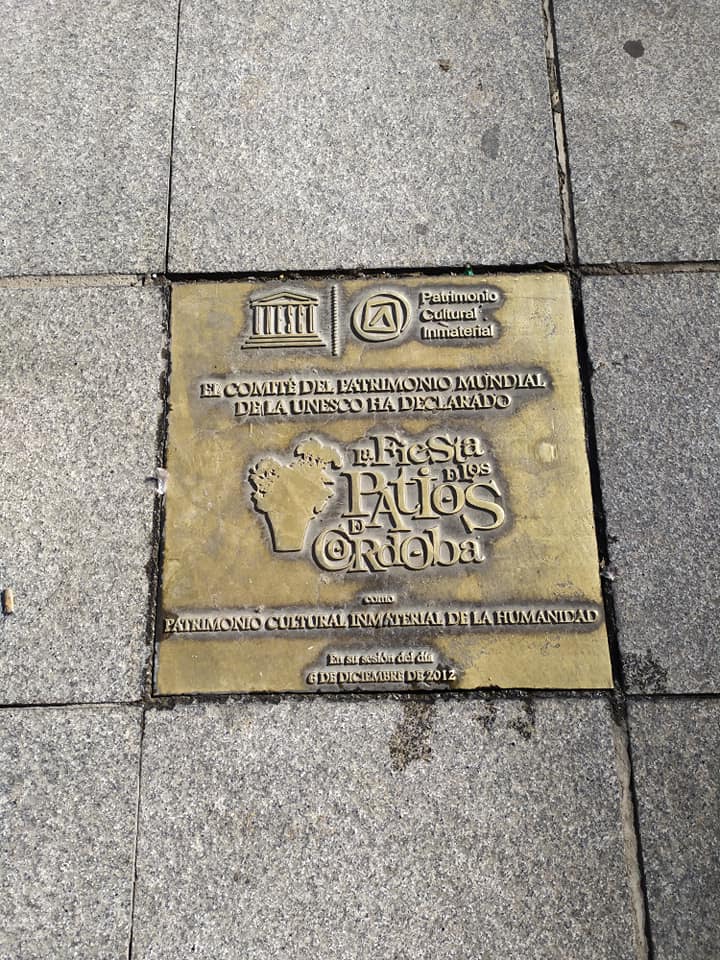 UNESCO
Patrimonio
Cultural
Inmaterial
EL COMITÉ DEL PATRIMONIO MUNDIAL
DE LA UNESCO HA DECLARADO
LA FIESTA
DE LOS
PATIOS
DE
CÓRDOBA
como
PATRIMONIO CULTURAL INMATERIAL DE LA HUMANIDAD
En su sesión del día
6 DE DICIEMBRE DE 2012